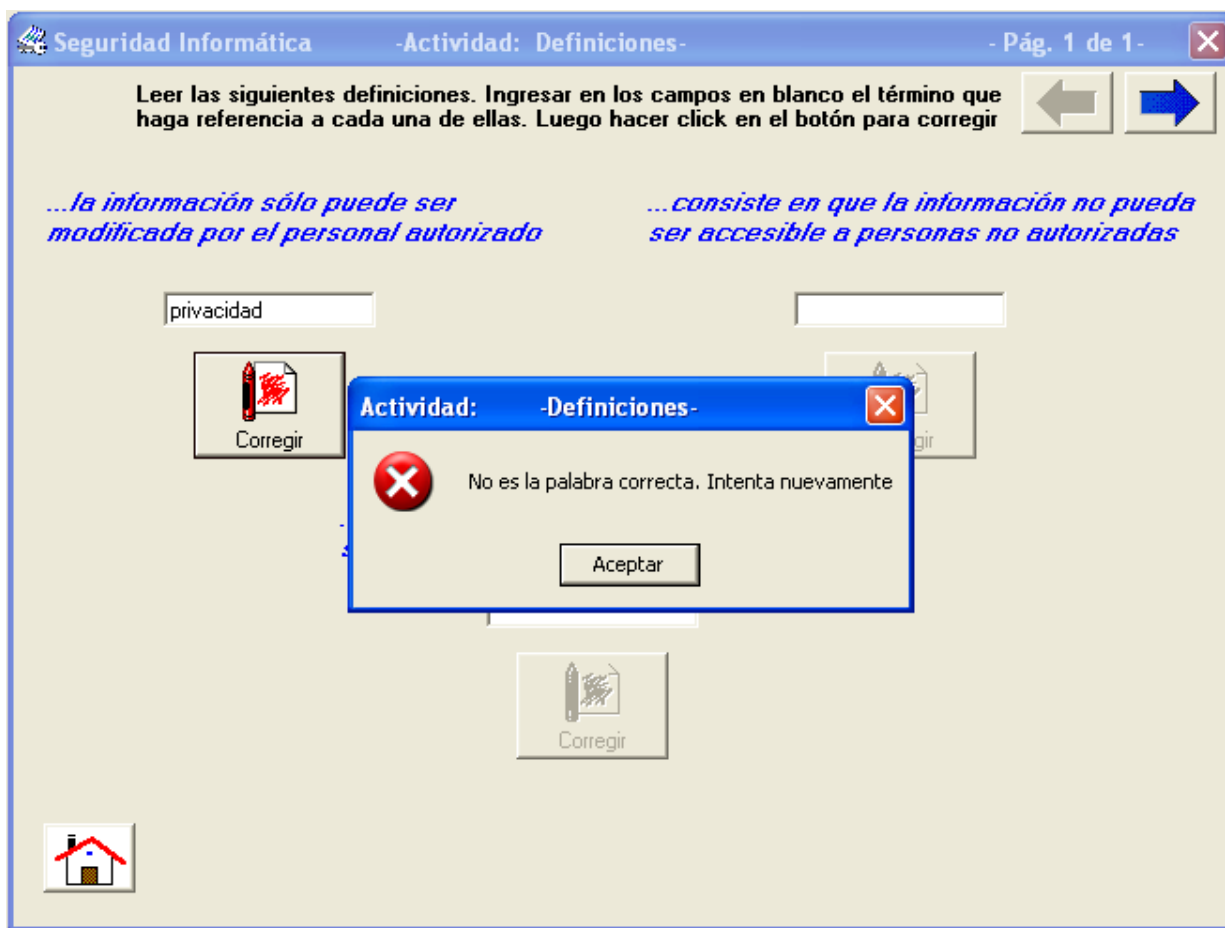 Seguridad Informática -Actividad: Definiciones- - Pág. 1 de 1-
Leer las siguientes definiciones. Ingresar en los campos en blanco el término que
haga referencia a cada una de ellas. Luego hacer click en el botón para corregir
...la información sólo puede ser
modificada por el personal autorizado
...consiste en que la información no pueda
ser accesible a personas no autorizadas
privacidad
Corregir
Actividad: -Definiciones-
No es la palabra correcta. Intenta nuevamente
Aceptar
Corregir